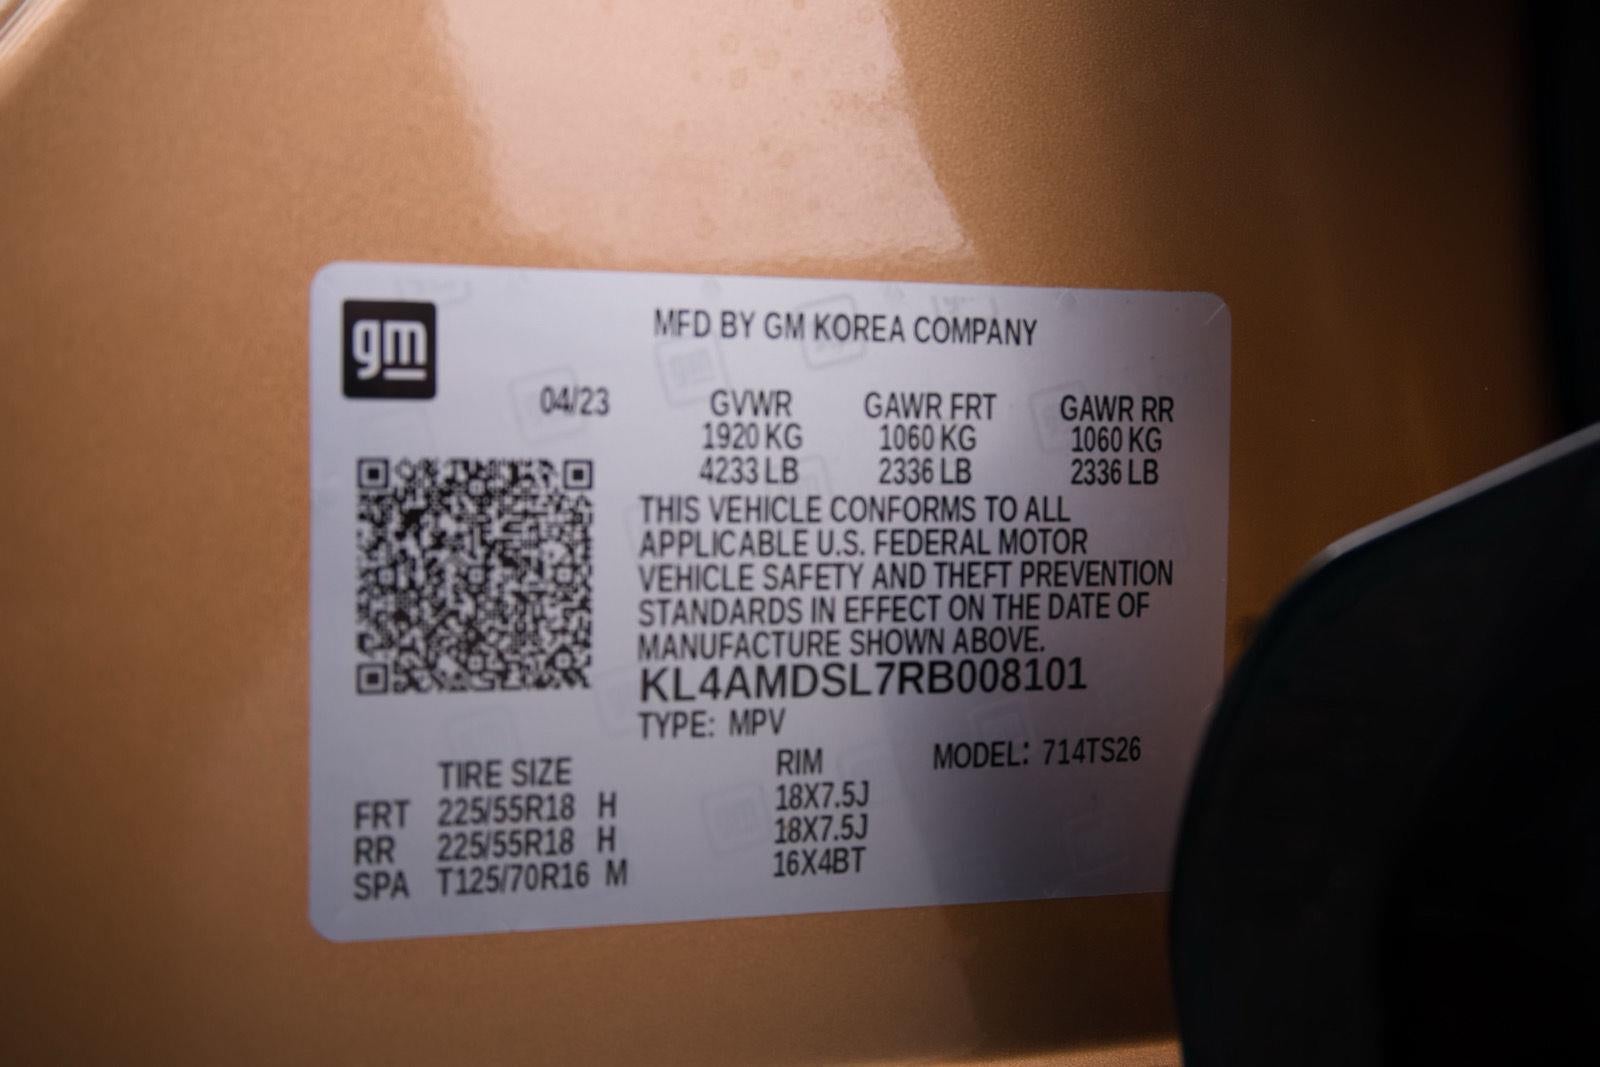 gm
MFD BY GM KOREA COMPANY
04/23 GVWR GAWR FRT GAWR RR
1920 KG 1060 KG 1060 KG
4233 LB 2336 LB 2336 LB
THIS VEHICLE CONFORMS TO ALL
APPLICABLE U.S. FEDERAL MOTOR
VEHICLE SAFETY AND THEFT PREVENTION
STANDARDS IN EFFECT ON THE DATE OF
MANUFACTURE SHOWN ABOVE.
KL4AMDSL7RB008101
TYPE: MPV
MODEL: 714TS26
TIRE SIZE RIM
FRT 225/55R18 H 18X7.5J
RR 225/55R18 H 18X7.5J
SPA T125/70R16 M 16X4BT